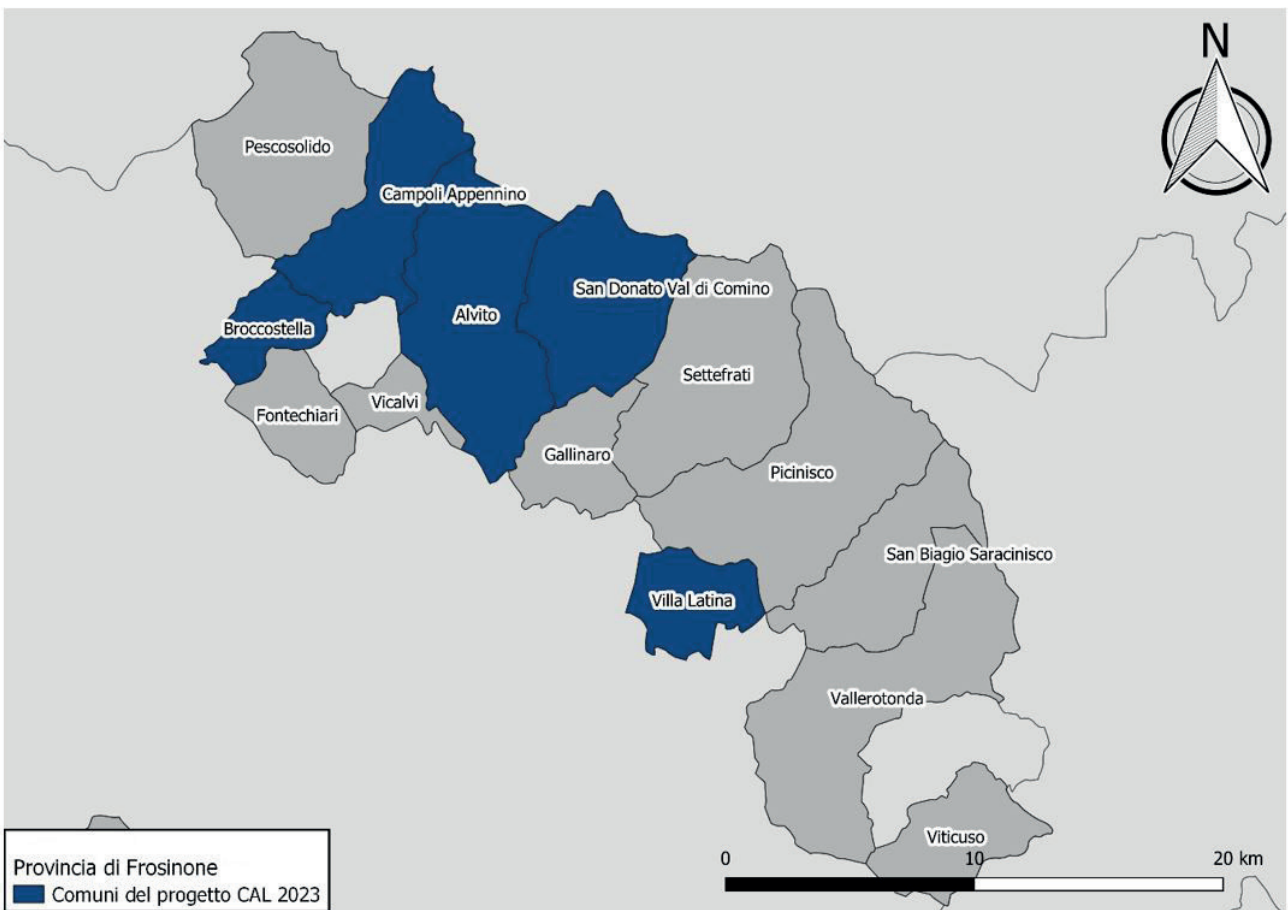 N
Pescosolido
Campoli Appennino
San Donato Val di Comino
Alvito
Broccostella
Settefrati
Vicalvi
Fontechiari
Gallinaro
Picinisco
San Biagio Saracinisco
Villa Latina
Vallerotonda
Viticuso
0 10 20 km
Provincia di Frosinone
Comuni del progetto CAL 2023